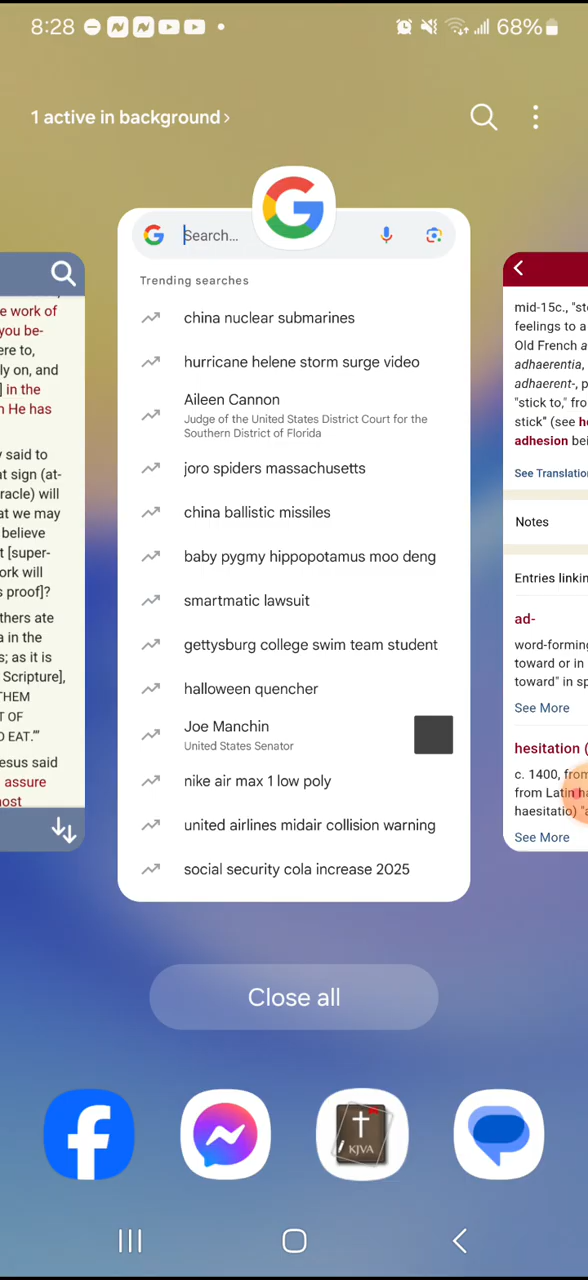 8:28
68%
1 active in background >
Search...
Trending searches
china nuclear submarines
hurricane helene storm surge video
Aileen Cannon
Judge of the United States District Court for the
Southern District of Florida
joro spiders massachusetts
china ballistic missiles
baby pygmy hippopotamus moo deng
smartmatic lawsuit
gettysburg college swim team student
halloween quencher
Joe Manchin
United States Senator
nike air max 1 low poly
united airlines midair collision warning
social security cola increase 2025
e work of
you be-
ere to,
ly on, and
] in the
m He has
y said to
at sign (at-
racle) will
at we may
believe
t [super-
ork will
s proof]?
thers ate
a in the
s; as it is
Scripture],
THEM
T OF
O EAT.'"
esus said
assure
nost
mid-15c., "ste
feelings to a
Old French a
adhaerentia,
adhaerent-, p
"stick to," fro
stick" (see he
adhesion bei
See Translatio
Notes
Entries linkin
ad-
word-forming
toward or in
toward" in sp
See More
hesitation (
c. 1400, from
from Latin ha
haesitatio) "a
See More
Close all
KJVA